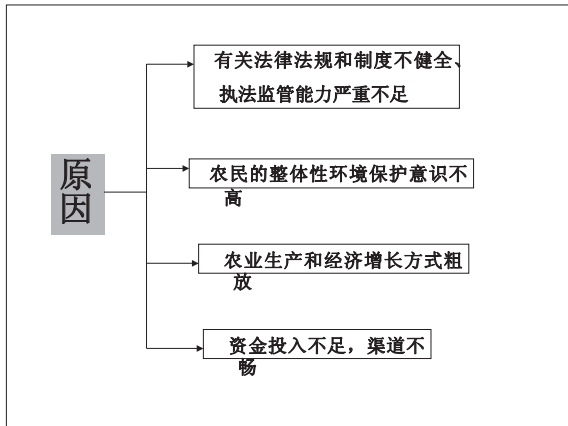 原
因
有关法律法规和制度不健全、
执法监管能力严重不足
农民的整体性环境保护意识不
高
农业生产和经济增长方式粗
放
资金投入不足，渠道不
畅